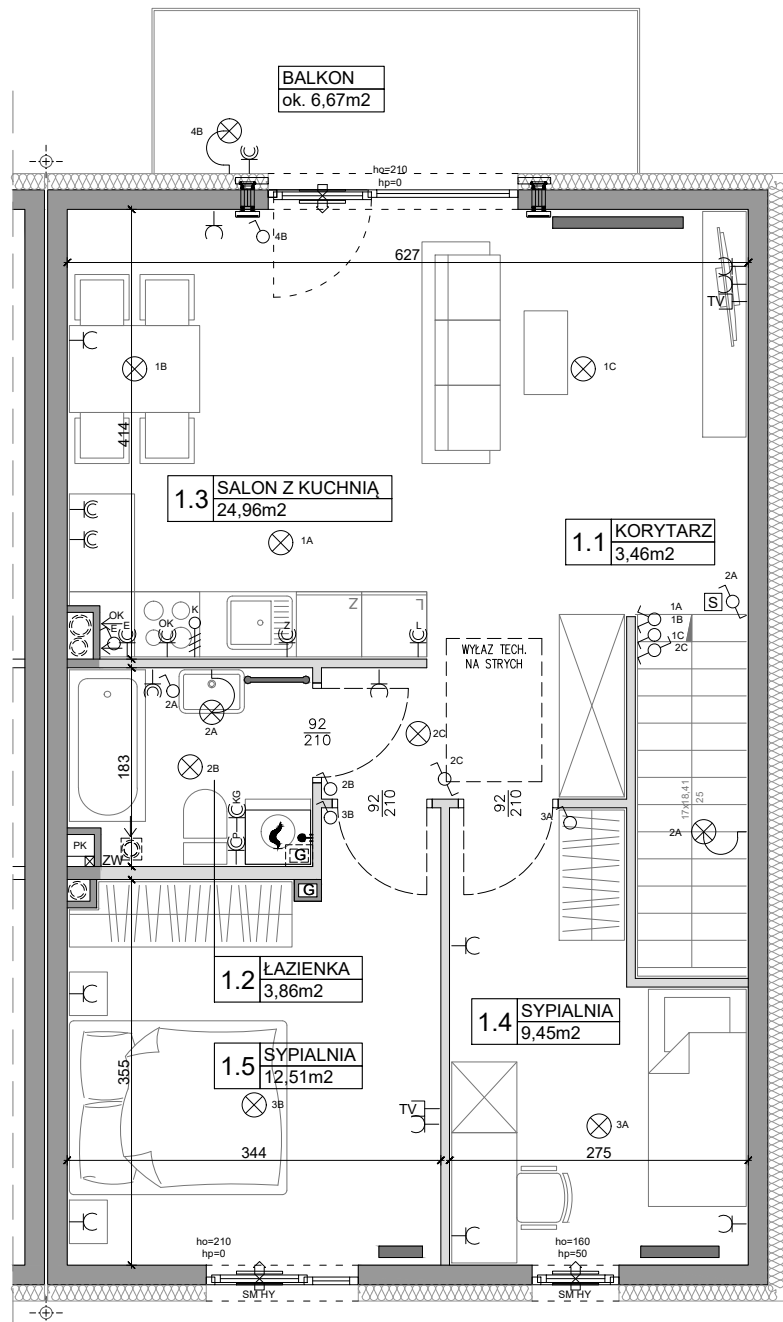 BALKON
ok. 6,67m2
4B
ho=210
hp=0
4B
627
TV
1B
1C
414
1.3 SALON Z KUCHNIĄ
24,96m2
1A
1.1 KORYTARZ
3,46m2
2A
S
1A
1B
1C
2C
OK
E
E
OK
K
Z
Z
L
L
WYŁAZ TECH.
NA STRYCH
2A
2A
92
210
2C
183
2B
2C
2B
3B
92
210
92
210
3A
17x18,41
25
2A
KG
P
PK
ZW
G
G
1.2 ŁAZIENKA
3,86m2
1.4 SYPIALNIA
9,45m2
1.5 SYPIALNIA
12,51m2
355
3B
TV
3A
344
275
ho=210
hp=0
ho=160
hp=50
SM HY
SM HY